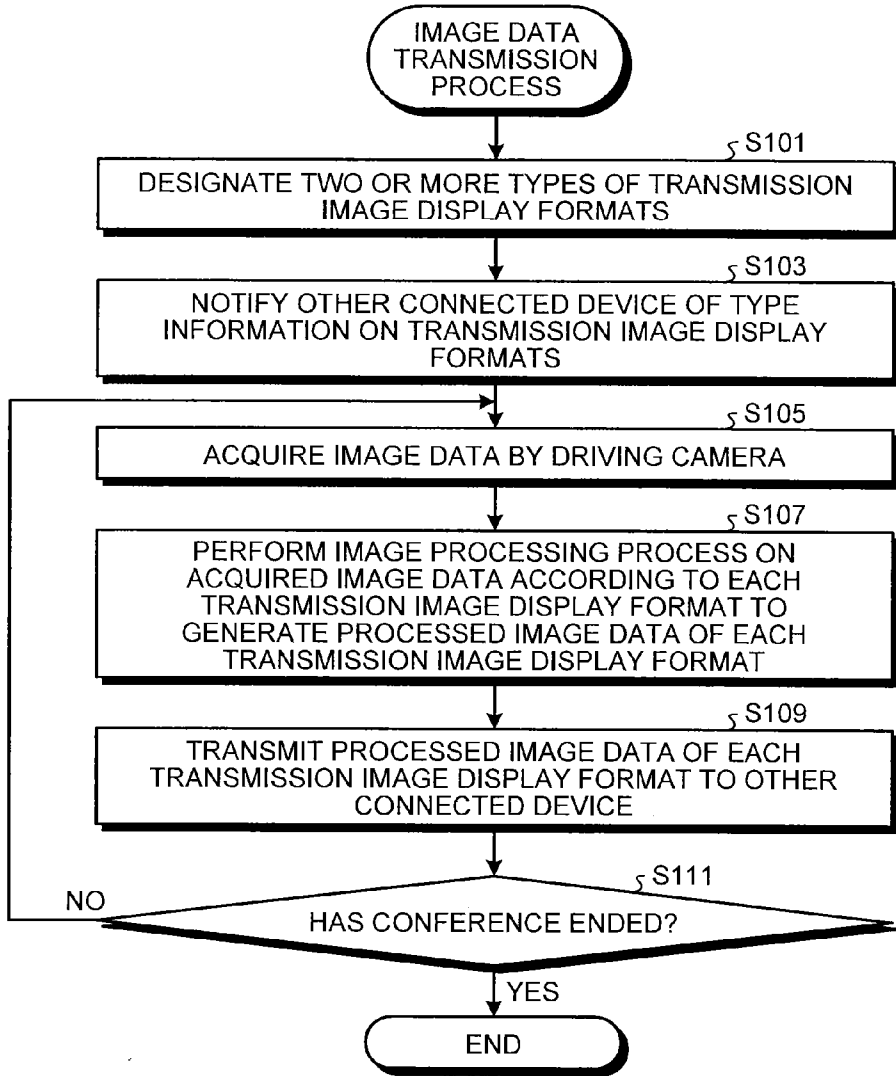 IMAGE DATA
TRANSMISSION
PROCESS
S101
DESIGNATE TWO OR MORE TYPES OF TRANSMISSION
IMAGE DISPLAY FORMATS
S103
NOTIFY OTHER CONNECTED DEVICE OF TYPE
INFORMATION ON TRANSMISSION IMAGE DISPLAY
FORMATS
S105
ACQUIRE IMAGE DATA BY DRIVING CAMERA
S107
PERFORM IMAGE PROCESSING PROCESS ON
ACQUIRED IMAGE DATA ACCORDING TO EACH
TRANSMISSION IMAGE DISPLAY FORMAT TO
GENERATE PROCESSED IMAGE DATA OF EACH
TRANSMISSION IMAGE DISPLAY FORMAT
S109
TRANSMIT PROCESSED IMAGE DATA OF EACH
TRANSMISSION IMAGE DISPLAY FORMAT TO OTHER
CONNECTED DEVICE
S111
NO
HAS CONFERENCE ENDED?
YES
END